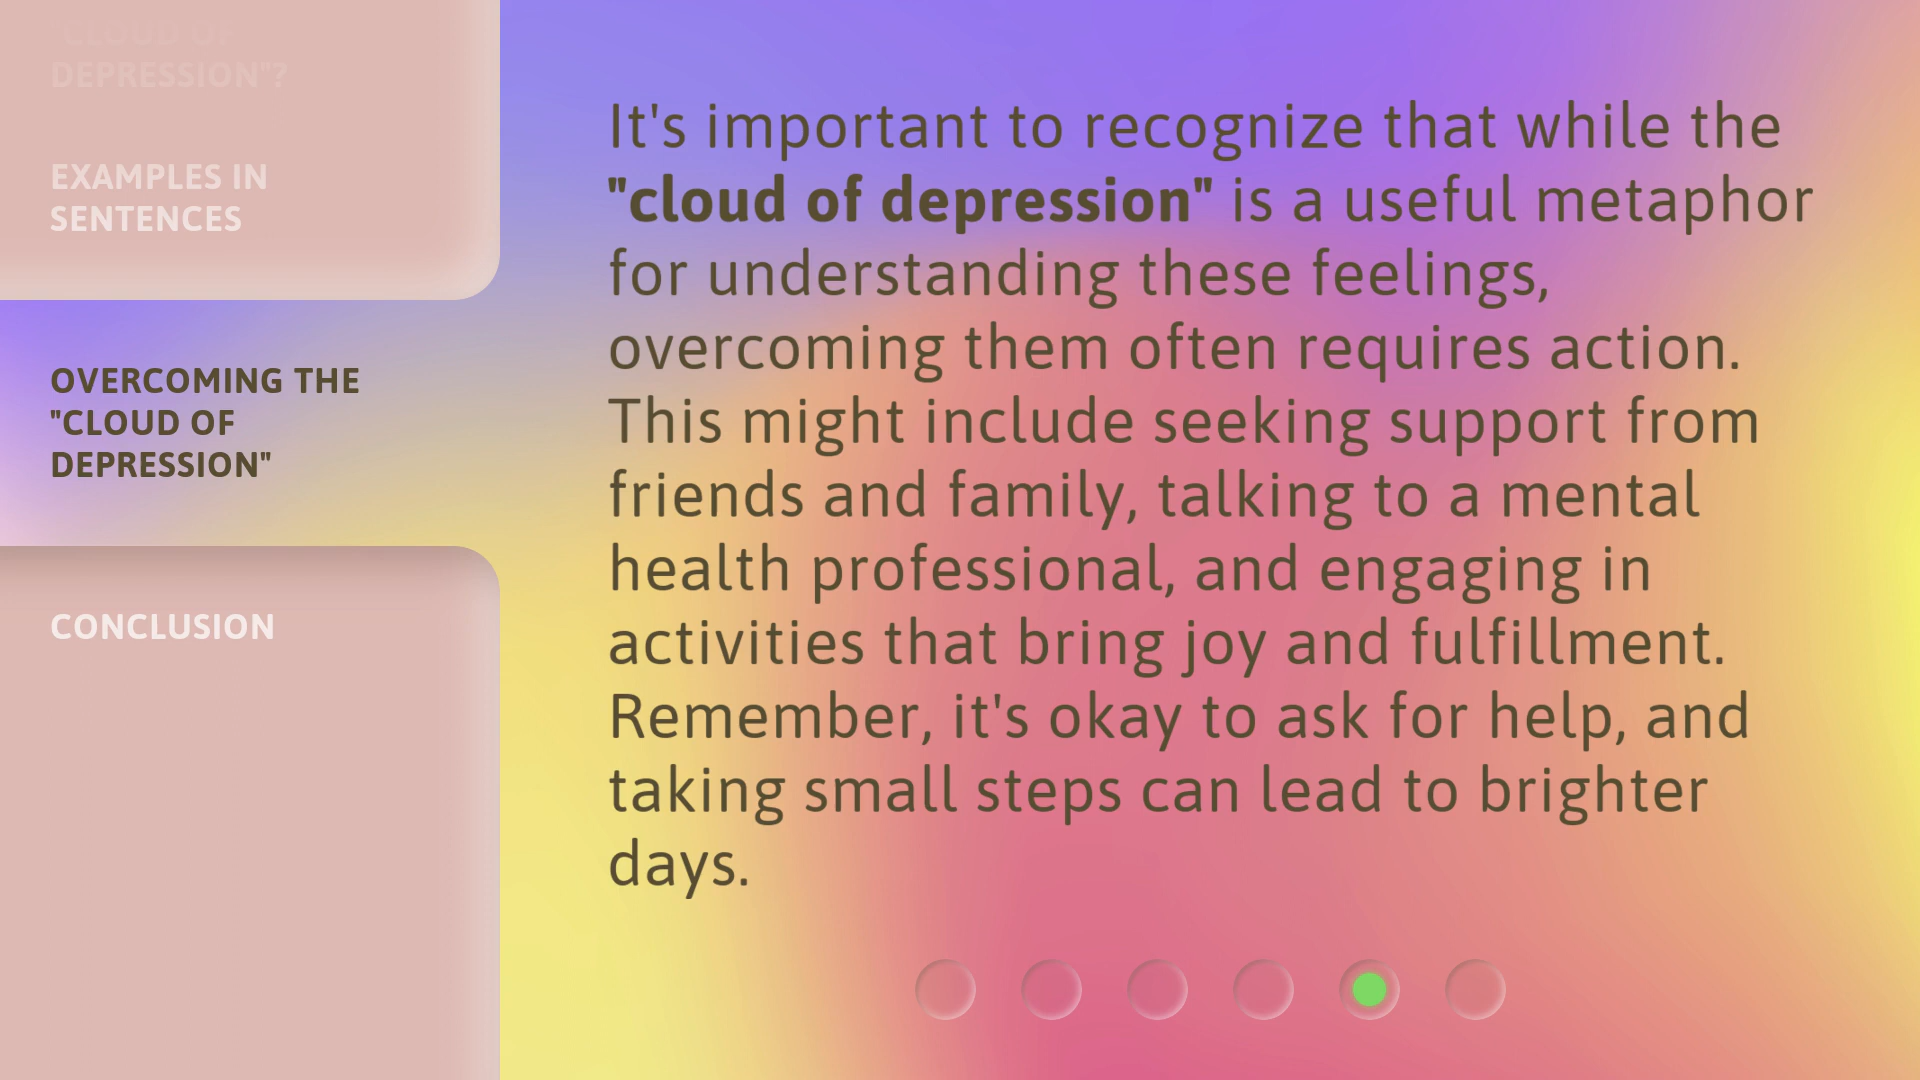 "CLOUD OF
DEPRESSION"?
EXAMPLES IN
SENTENCES
OVERCOMING THE
"CLOUD OF
DEPRESSION"
CONCLUSION
It's important to recognize that while the
"cloud of depression" is a useful metaphor
for understanding these feelings,
overcoming them often requires action.
This might include seeking support from
friends and family, talking to a mental
health professional, and engaging in
activities that bring joy and fulfillment.
Remember, it's okay to ask for help, and
taking small steps can lead to brighter
days.